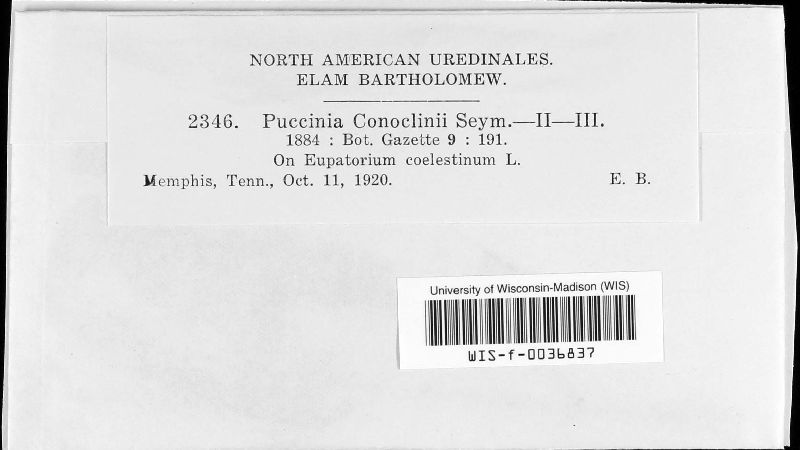 NORTH AMERICAN UREDINALES.
ELAM BARTHOLOMEW.
2346. Puccinia Conoclinii Seym.—II—III.
1884 : Bot. Gazette 9 : 191.
On Eupatorium coelestinum L.
Memphis, Tenn., Oct. 11, 1920. E. B.
University of Wisconsin-Madison (WIS)
WIS-f-0036837